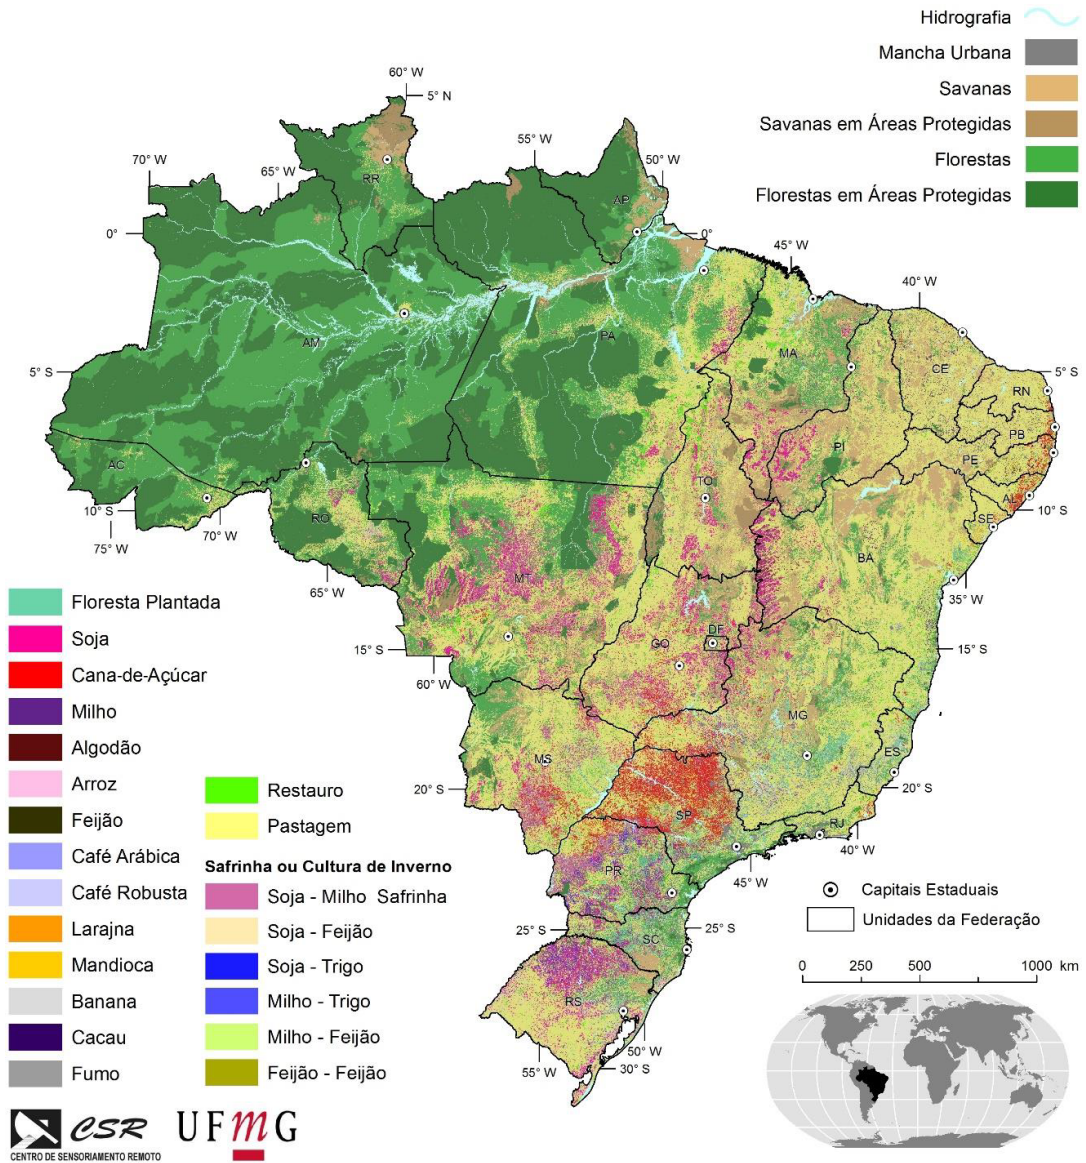 Hidrografia
Mancha Urbana
Savanas
Savanas em Áreas Protegidas
Florestas
Florestas em Áreas Protegidas
60° W
5° N
70° W
65° W
55° W
50° W
RR
AP
0°
0°
45° W
40° W
AM
PA
MA
CE
5° S
5° S
RN
PB
PI
PE
AC
TO
AL
10° S
10° S
SE
RO
75° W
70° W
BA
MT
65° W
35° W
DF
GO
15° S
15° S
60° W
MG
MS
ES
20° S
20° S
SP
RJ
40° W
PR
45° W
25° S
25° S
SC
RS
50° W
55° W
30° S
Floresta Plantada
Soja
Cana-de-Açúcar
Milho
Algodão
Arroz
Feijão
Café Arábica
Café Robusta
Larajna
Mandioca
Banana
Cacau
Fumo
Restauro
Pastagem
Safrinha ou Cultura de Inverno
Soja - Milho Safrinha
Soja - Feijão
Soja - Trigo
Milho - Trigo
Milho - Feijão
Feijão - Feijão
Capitais Estaduais
Unidades da Federação
0 250 500 1000 km
CSR
CENTRO DE SENSORIAMENTO REMOTO
UFmG